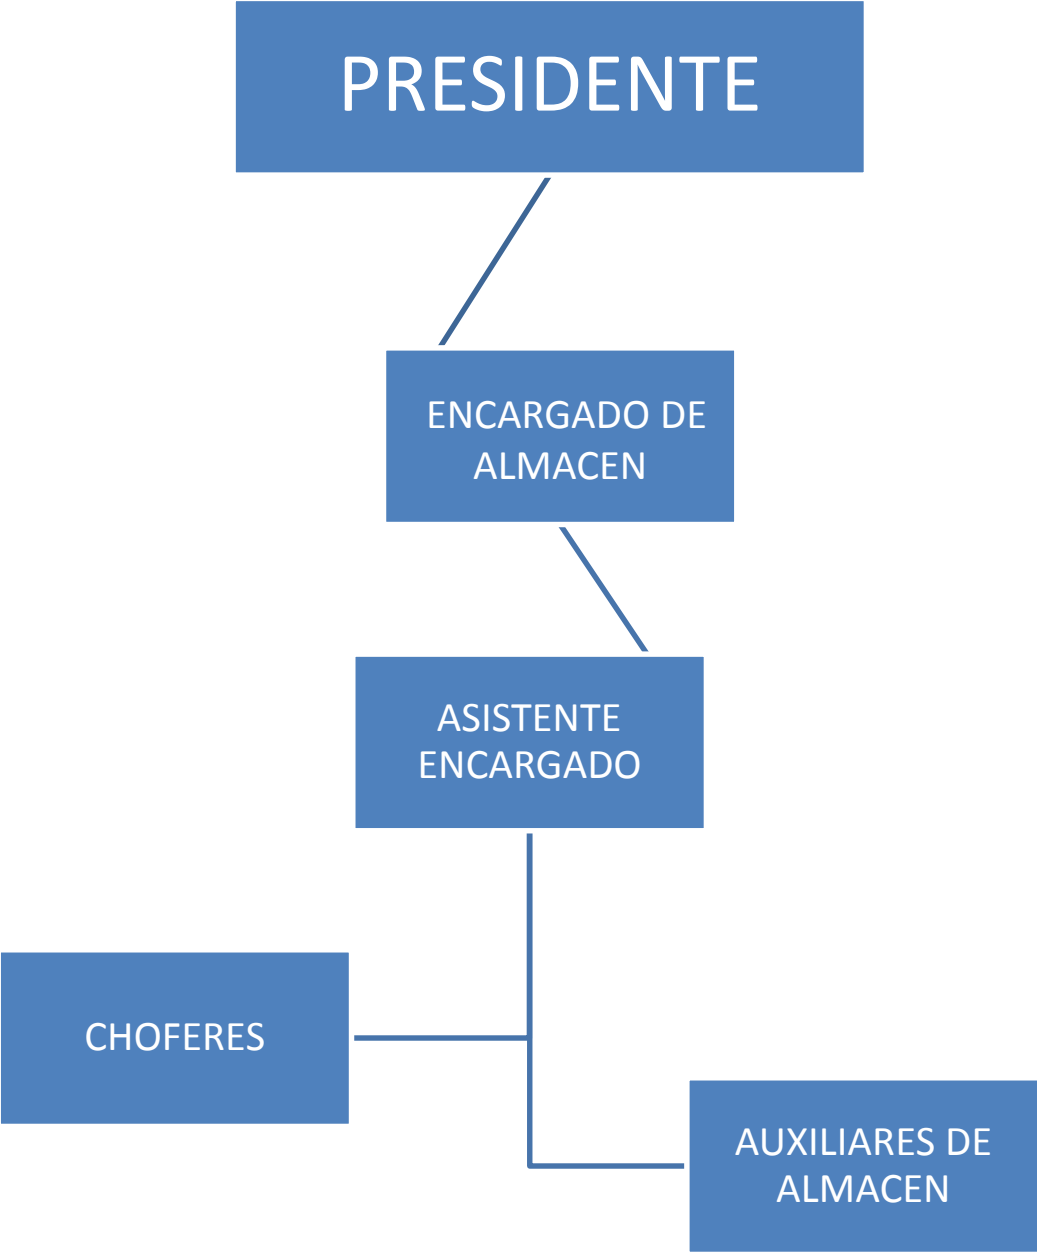 PRESIDENTE
ENCARGADO DE
ALMACEN
ASISTENTE
ENCARGADO
CHOFERES
AUXILIARES DE
ALMACEN